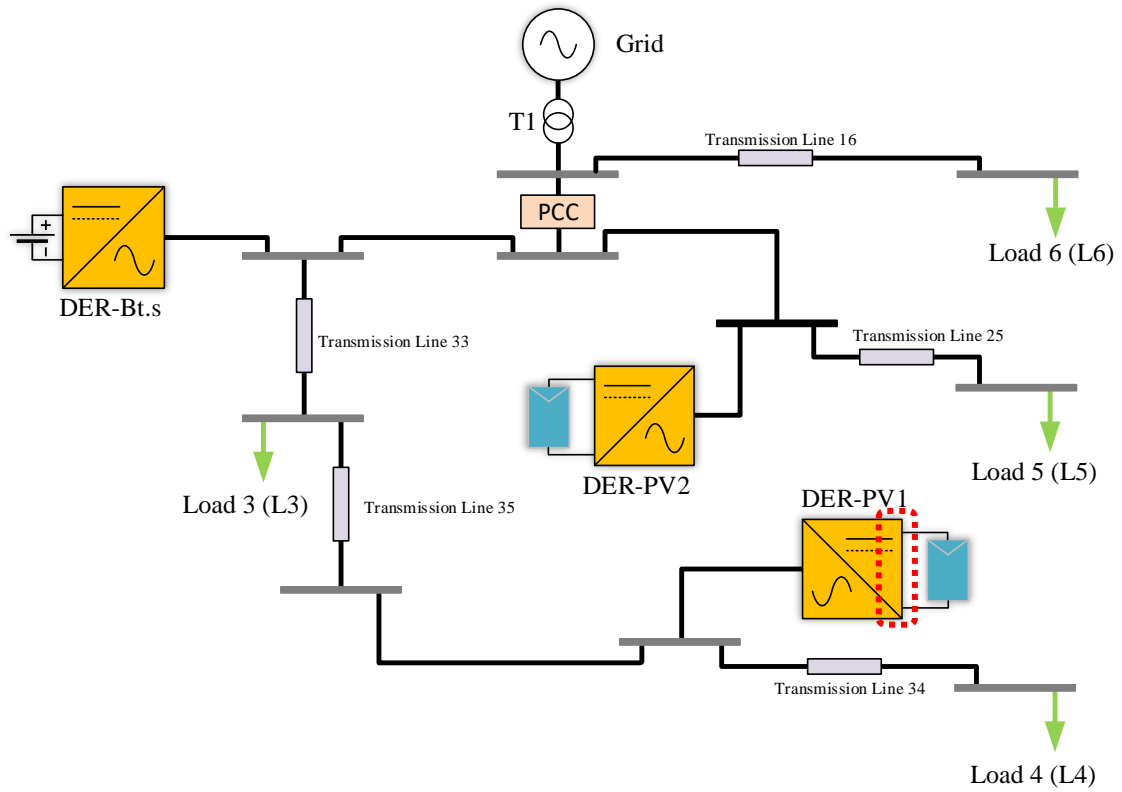 Grid
T1
Transmission Line 16
PCC
Load 6 (L6)
+
-
DER-Bt.s
Transmission Line 33
Transmission Line 25
Load 3 (L3)
DER-PV2
Load 5 (L5)
Transmission Line 35
DER-PV1
Transmission Line 34
Load 4 (L4)